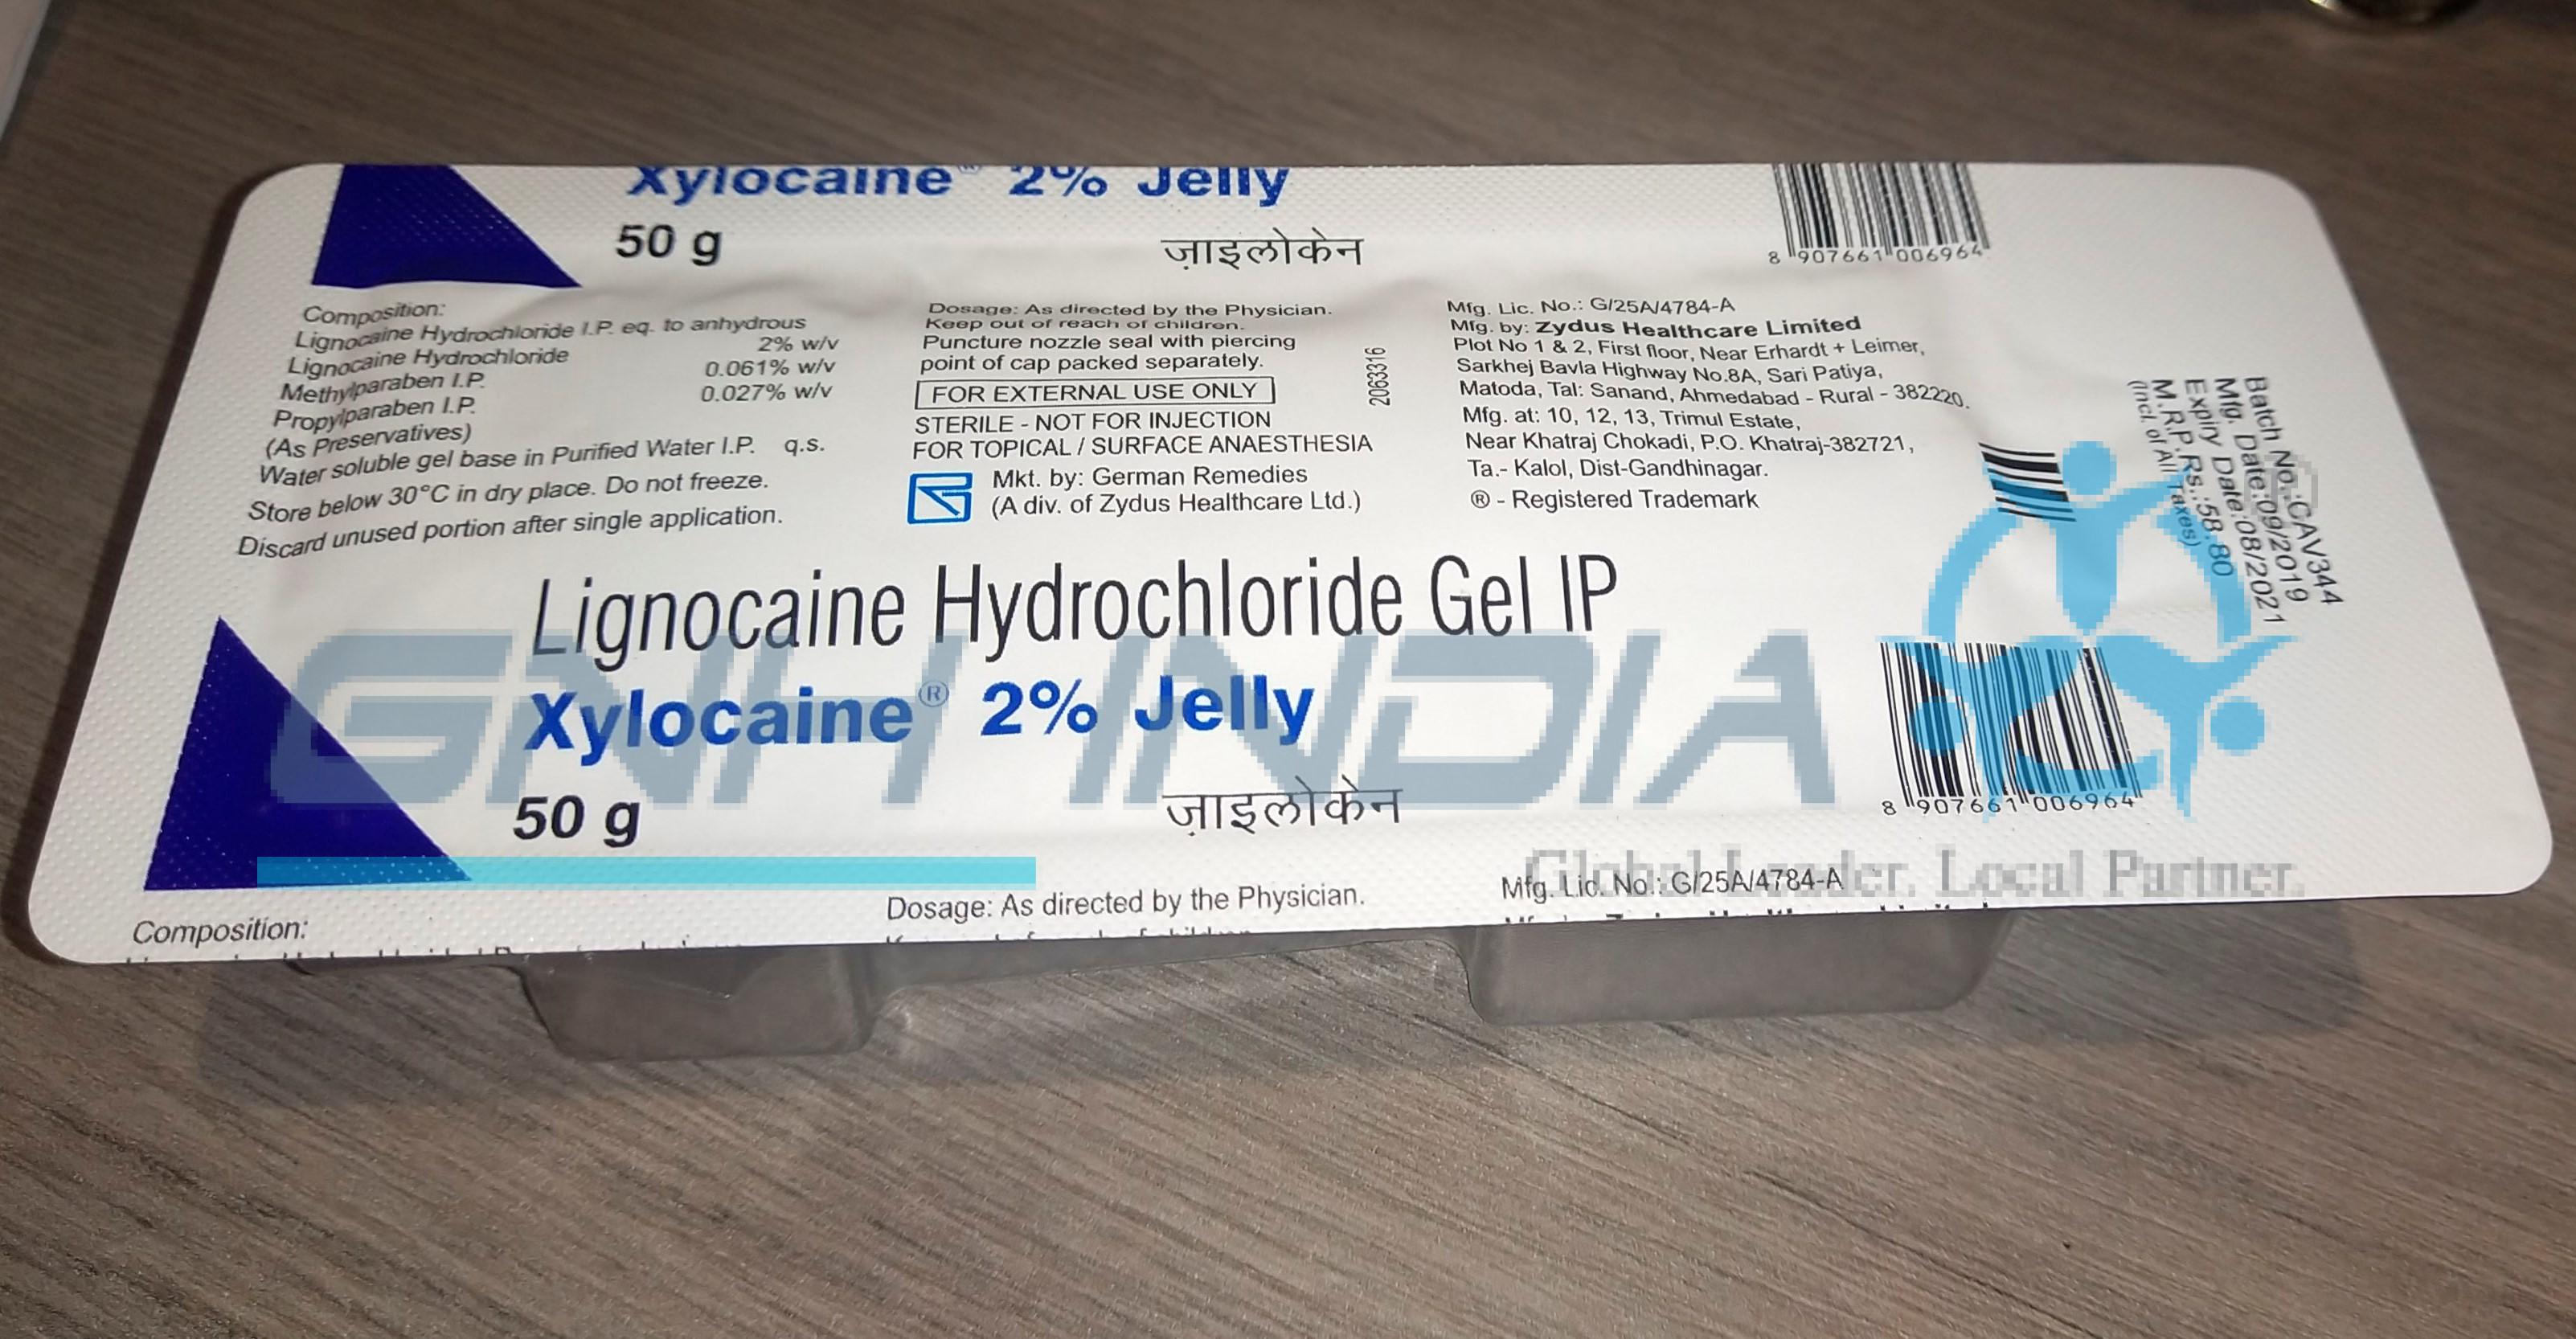 Xylocaine® 2% Jelly
50 g
ज़ाइलोकेन
8 907661 006964
Composition:
Lignocaine Hydrochloride I.P. eq. to anhydrous
Lignocaine Hydrochloride 2% w/v
Methylparaben I.P. 0.061% w/v
Propylparaben I.P. 0.027% w/v
(As Preservatives)
Water soluble gel base in Purified Water I.P. q.s.
Store below 30°C in dry place. Do not freeze.
Discard unused portion after single application.
Dosage: As directed by the Physician.
Keep out of reach of children.
Puncture nozzle seal with piercing
point of cap packed separately.
FOR EXTERNAL USE ONLY
STERILE - NOT FOR INJECTION
FOR TOPICAL / SURFACE ANAESTHESIA
Mkt. by: German Remedies
(A div. of Zydus Healthcare Ltd.)
2063316
Mfg. Lic. No.: G/25A/4784-A
Mfg. by: Zydus Healthcare Limited
Plot No 1 & 2, First floor, Near Erhardt + Leimer,
Sarkhej Bavla Highway No.8A, Sari Patiya,
Matoda, Tal: Sanand, Ahmedabad - Rural - 382220.
Mfg. at: 10, 12, 13, Trimul Estate,
Near Khatraj Chokadi, P.O. Khatraj-382721,
Ta.- Kalol, Dist-Gandhinagar.
® - Registered Trademark
Batch No.:CAV344
Mfg. Date:09/2019
Expiry Date:08/2021
M.R.P.Rs.:58.80
(Incl. of All Taxes)
Lignocaine Hydrochloride Gel IP
Xylocaine® 2% Jelly
50 g
ज़ाइलोकेन
8 907661 006964
GNH INDIA
Global Leader. Local Partner.
Composition:
Dosage: As directed by the Physician.
Mfg. Lic. No.: G/25A/4784-A